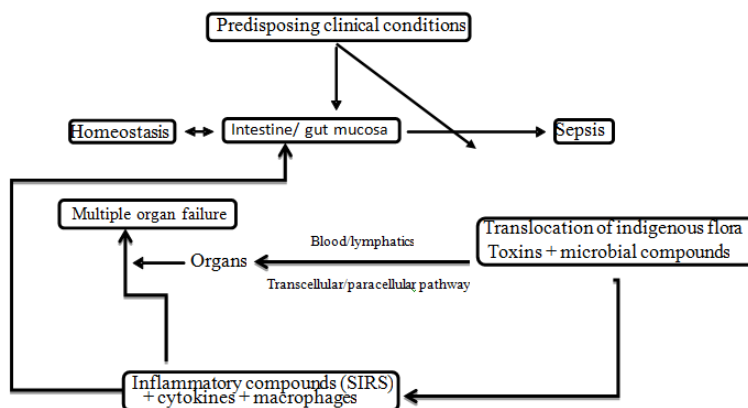 Predisposing clinical conditions
Homeostasis
Intestine/ gut mucosa
Sepsis
Multiple organ failure
Translocation of indigenous flora
Toxins + microbial compounds
Blood/lymphatics
Organs
Transcellular/paracellular pathway
Inflammatory compounds (SIRS)
+ cytokines + macrophages